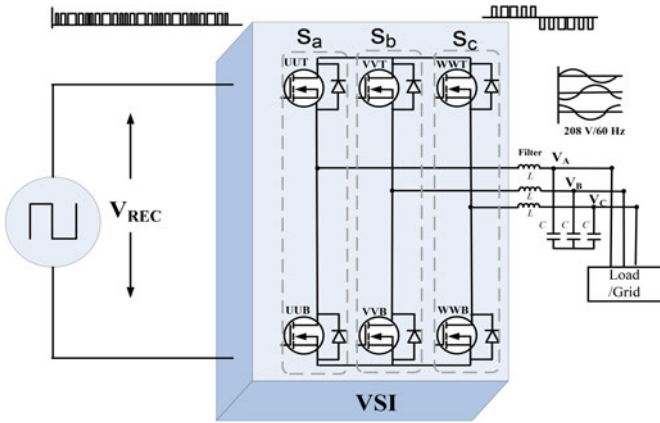 Sa Sb Sc
UUT VVT WWT
208 V/60 Hz
Filter VA
L
VB
L
VC
L
VREC
C C C
Load
/Grid
UUB VVB WWB
VSI